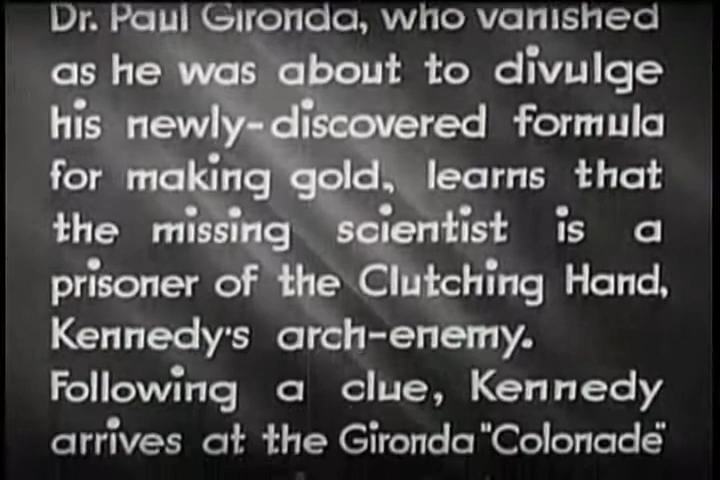 Dr. Paul Gironda, who vanished
as he was about to divulge
his newly-discovered formula
for making gold, learns that
the missing scientist is a
prisoner of the Clutching Hand,
Kennedy's arch-enemy.
Following a clue, Kennedy
arrives at the Gironda "Colonade"